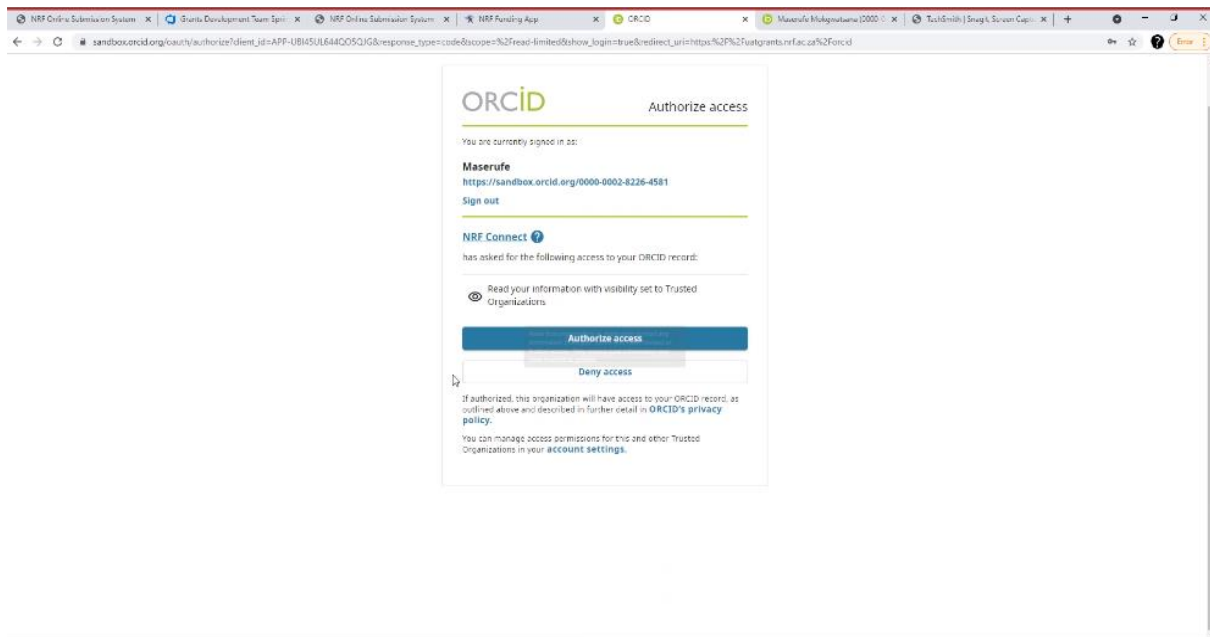 NRF Online Submission System
Grants Development Team Spri
NRF Online Submission System
NRF Funding App
ORCID
Maserufe Mologmatsana (0000
TechSmith | Snagit, Screen Captu
Error
sandbox.orcid.org/oauth/authorize?client_id=APP-UBI45UL644QO5QJG&response_type=code&scope=%2Fread-limited&show_login=true&redirect_uri=https:%2F%2Fuatgrants.nrf.ac.za%2Forcid
ORCID
Authorize access
You are currently signed in as:
Maserufe
https://sandbox.orcid.org/0000-0002-8226-4581
Sign out
NRF Connect ?
has asked for the following access to your ORCID record:
Read your information with visibility set to Trusted
Organizations
Authorize access
Deny access
If authorized, this organization will have access to your ORCID record, as
outlined above and described in further detail in ORCID's privacy
policy.
You can manage access permissions for this and other Trusted
Organizations in your account settings.